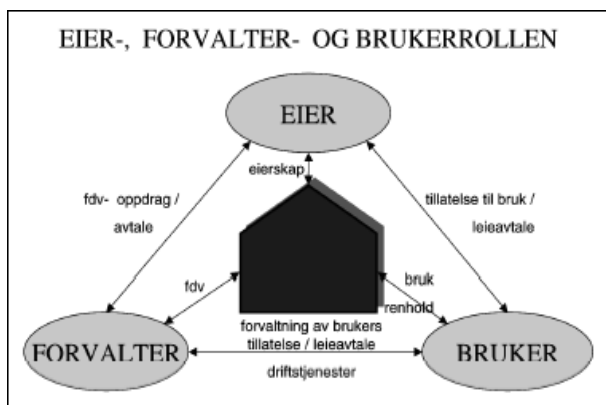 EIER-, FORVALTER- OG BRUKERROLLEN
EIER
eierskap
fdv- oppdrag /
avtale
tillatelse til bruk /
leieavtale
fdv
bruk
renhold
forvaltning av brukers
tillatelse / leieavtale
FORVALTER
BRUKER
driftstjenester